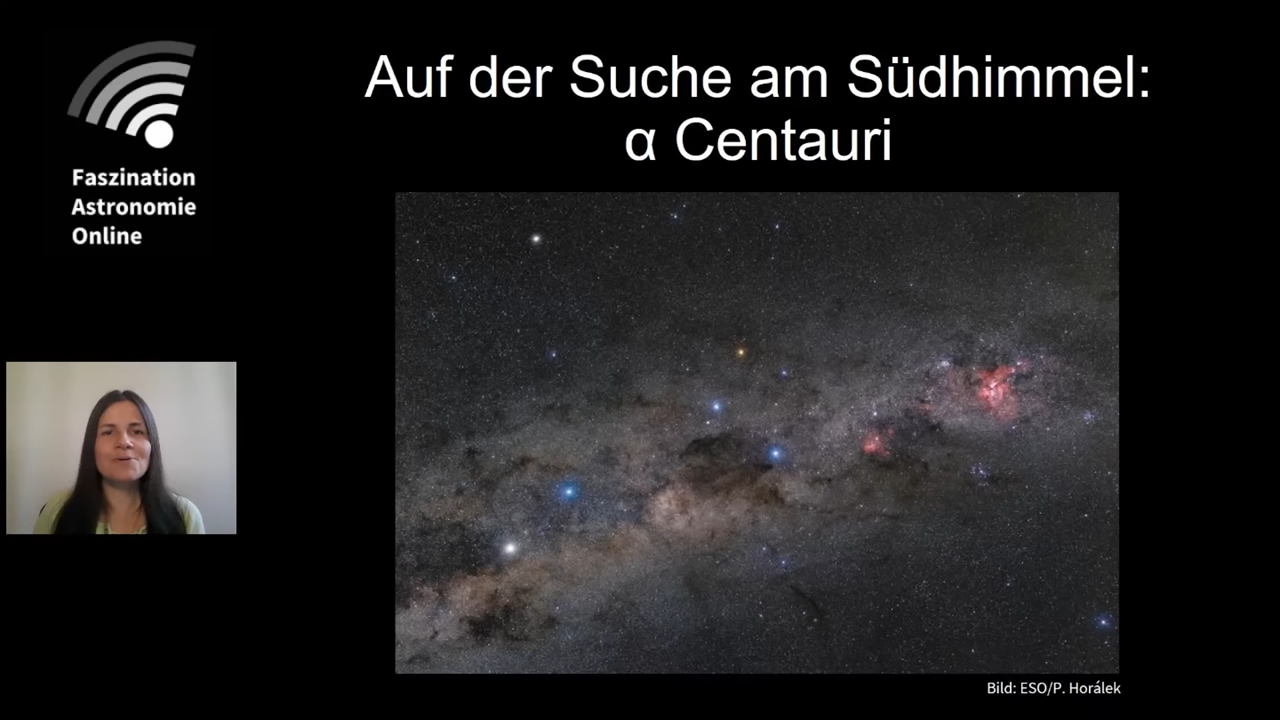 Auf der Suche am Südhimmel:
α Centauri
Faszination
Astronomie
Online
Bild: ESO/P. Horálek